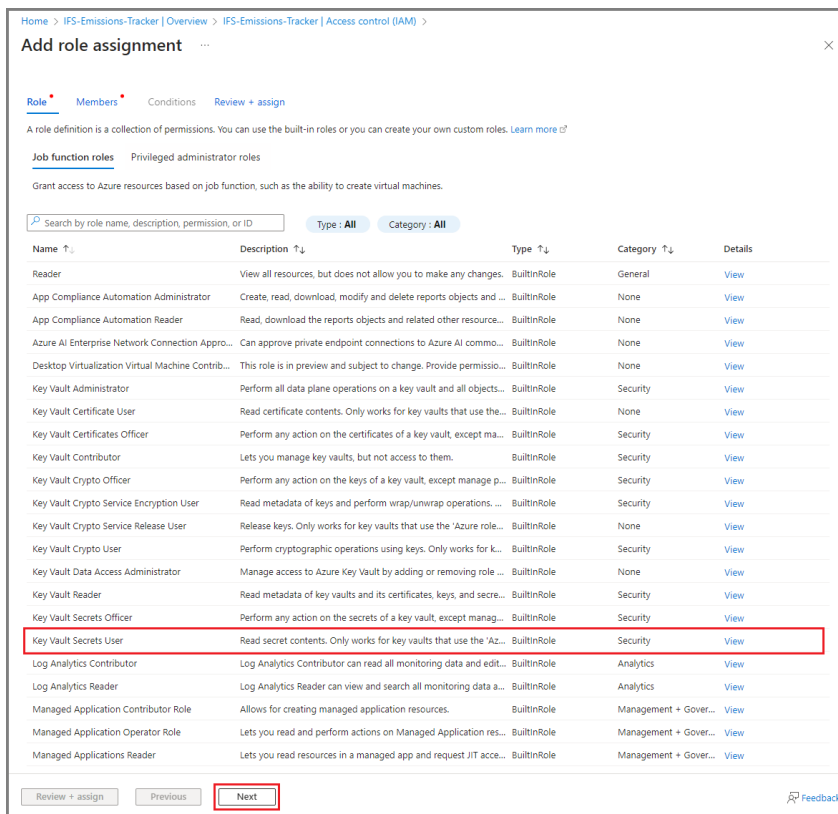 Home > IFS-Emissions-Tracker | Overview > IFS-Emissions-Tracker | Access control (IAM) >
Add role assignment ...
Role Members Conditions Review + assign
A role definition is a collection of permissions. You can use the built-in roles or you can create your own custom roles. Learn more
Job function roles Privileged administrator roles
Grant access to Azure resources based on job function, such as the ability to create virtual machines.
Search by role name, description, permission, or ID Type : All Category : All
Name ↑↓ Description ↑↓ Type ↑↓ Category ↑↓ Details
Reader View all resources, but does not allow you to make any changes. BuiltInRole General View
App Compliance Automation Administrator Create, read, download, modify and delete reports objects and ... BuiltInRole None View
App Compliance Automation Reader Read, download the reports objects and related other resource... BuiltInRole None View
Azure AI Enterprise Network Connection Appro... Can approve private endpoint connections to Azure AI commo... BuiltInRole None View
Desktop Virtualization Virtual Machine Contrib... This role is in preview and subject to change. Provide permissio... BuiltInRole None View
Key Vault Administrator Perform all data plane operations on a key vault and all objects... BuiltInRole Security View
Key Vault Certificate User Read certificate contents. Only works for key vaults that use the... BuiltInRole None View
Key Vault Certificates Officer Perform any action on the certificates of a key vault, except ma... BuiltInRole Security View
Key Vault Contributor Lets you manage key vaults, but not access to them. BuiltInRole Security View
Key Vault Crypto Officer Perform any action on the keys of a key vault, except manage p... BuiltInRole Security View
Key Vault Crypto Service Encryption User Read metadata of keys and perform wrap/unwrap operations. ... BuiltInRole Security View
Key Vault Crypto Service Release User Release keys. Only works for key vaults that use the 'Azure role... BuiltInRole None View
Key Vault Crypto User Perform cryptographic operations using keys. Only works for k... BuiltInRole Security View
Key Vault Data Access Administrator Manage access to Azure Key Vault by adding or removing role ... BuiltInRole None View
Key Vault Reader Read metadata of key vaults and its certificates, keys, and secre... BuiltInRole Security View
Key Vault Secrets Officer Perform any action on the secrets of a key vault, except manag... BuiltInRole Security View
Key Vault Secrets User Read secret contents. Only works for key vaults that use the 'Az... BuiltInRole Security View
Log Analytics Contributor Log Analytics Contributor can read all monitoring data and edit... BuiltInRole Analytics View
Log Analytics Reader Log Analytics Reader can view and search all monitoring data a... BuiltInRole Analytics View
Managed Application Contributor Role Allows for creating managed application resources. BuiltInRole Management + Gover... View
Managed Application Operator Role Lets you read and perform actions on Managed Application res... BuiltInRole Management + Gover... View
Managed Applications Reader Lets you read resources in a managed app and request JIT acce... BuiltInRole Management + Gover... View
Review + assign Previous Next Feedback